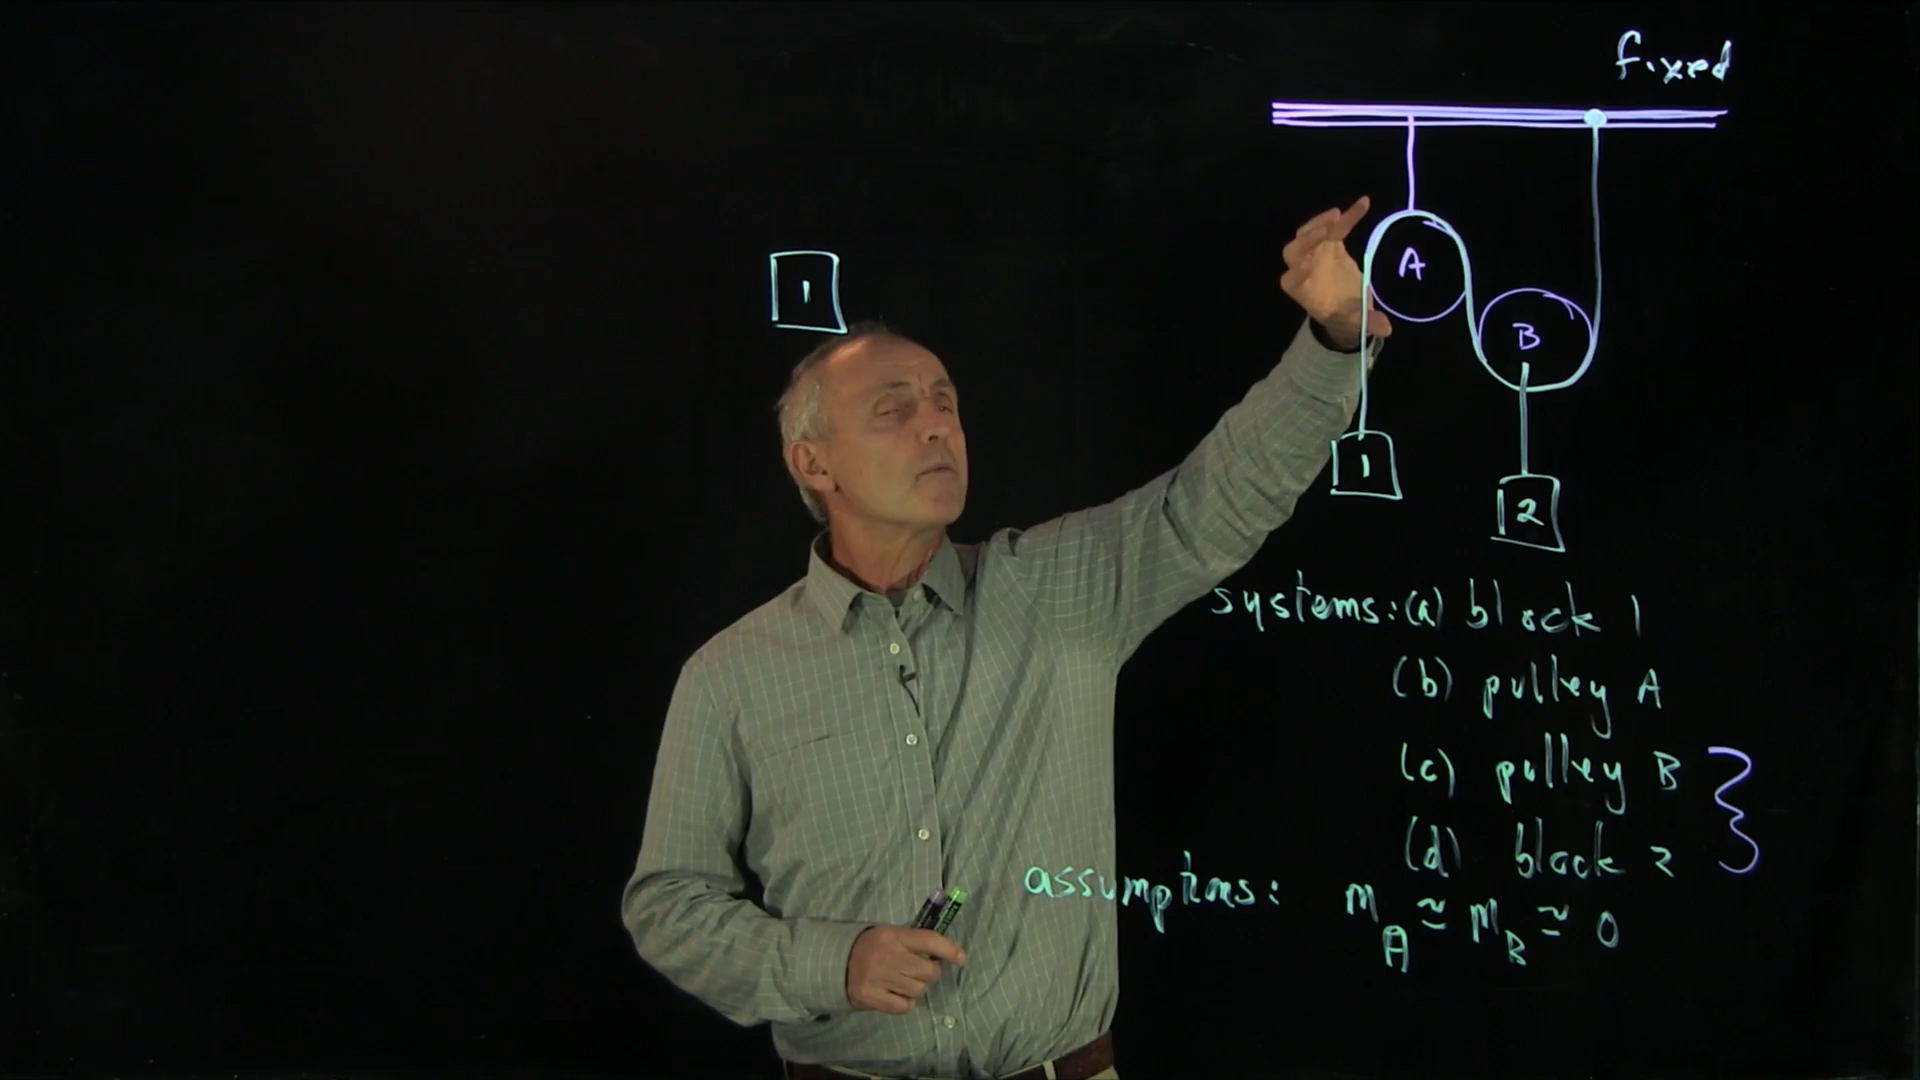 fixed
A
B
1
1
2
systems: (a) block 1
(b) pulley A
(c) pulley B
(d) block 2
assumptions: m_A ≅ m_B ≅ 0